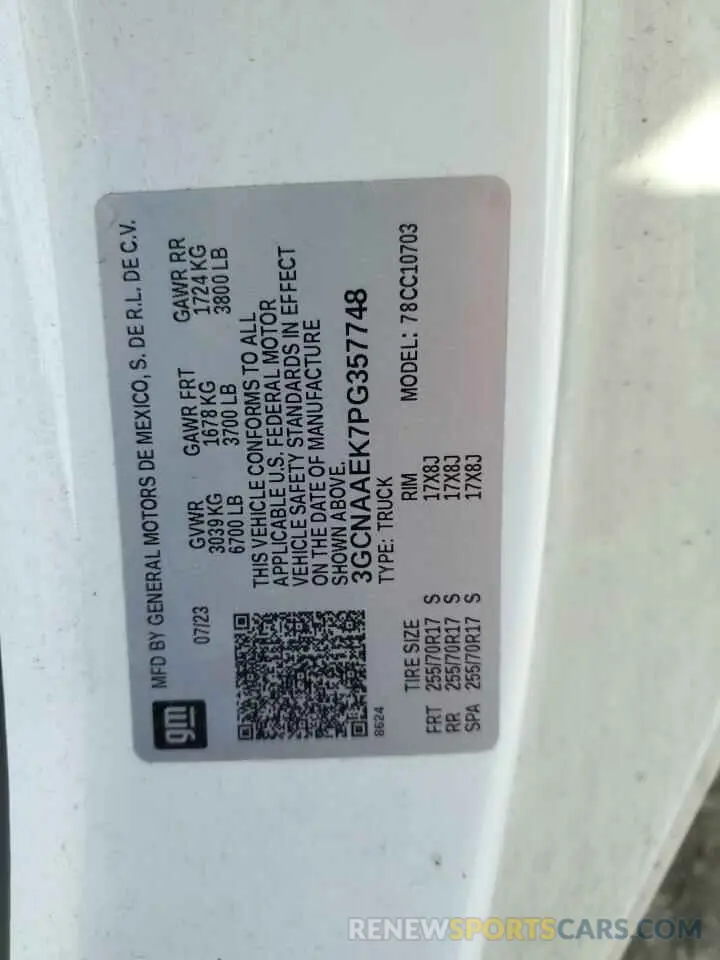 MFD BY GENERAL MOTORS DE MEXICO, S. DE R.L. DE C.V.
gm
07/23 GVWR GAWR FRT GAWR RR
3039 KG 1678 KG 1724 KG
6700 LB 3700 LB 3800 LB
THIS VEHICLE CONFORMS TO ALL
APPLICABLE U.S. FEDERAL MOTOR
VEHICLE SAFETY STANDARDS IN EFFECT
ON THE DATE OF MANUFACTURE
SHOWN ABOVE.
3GCNAAEK7PG357748
8624 TYPE: TRUCK
TIRE SIZE RIM MODEL: 78CC10703
FRT 255/70R17 S 17X8J
RR 255/70R17 S 17X8J
SPA 255/70R17 S 17X8J
RENEWSPORTSCARS.COM